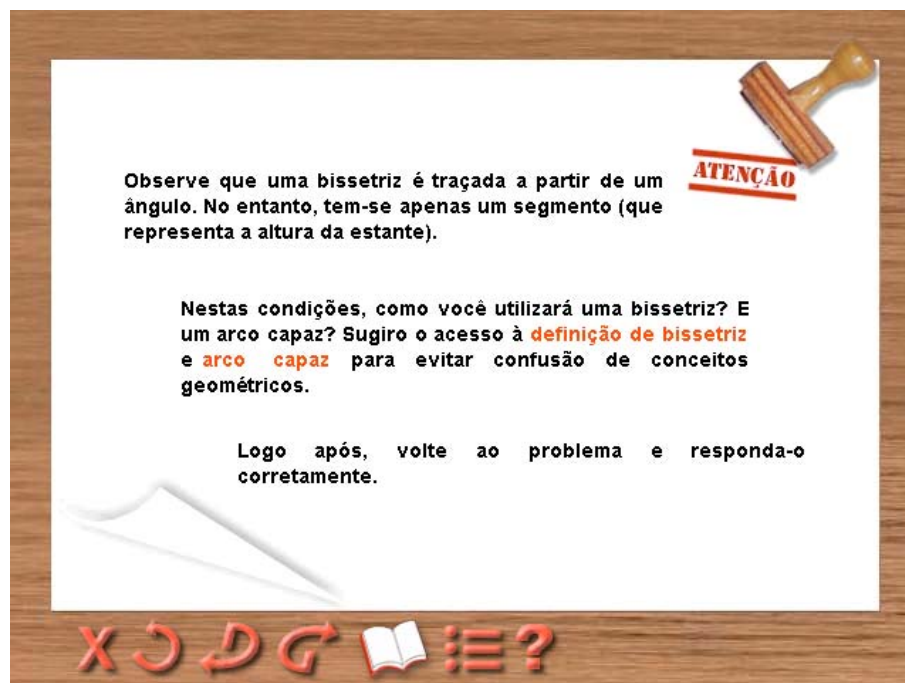 ATENÇÃO
Observe que uma bissetriz é traçada a partir de um
ângulo. No entanto, tem-se apenas um segmento (que
representa a altura da estante).
Nestas condições, como você utilizará uma bissetriz? E
um arco capaz? Sugiro o acesso à definição de bissetriz
e arco capaz para evitar confusão de conceitos
geométricos.
Logo após, volte ao problema e responda-o
corretamente.
X ?